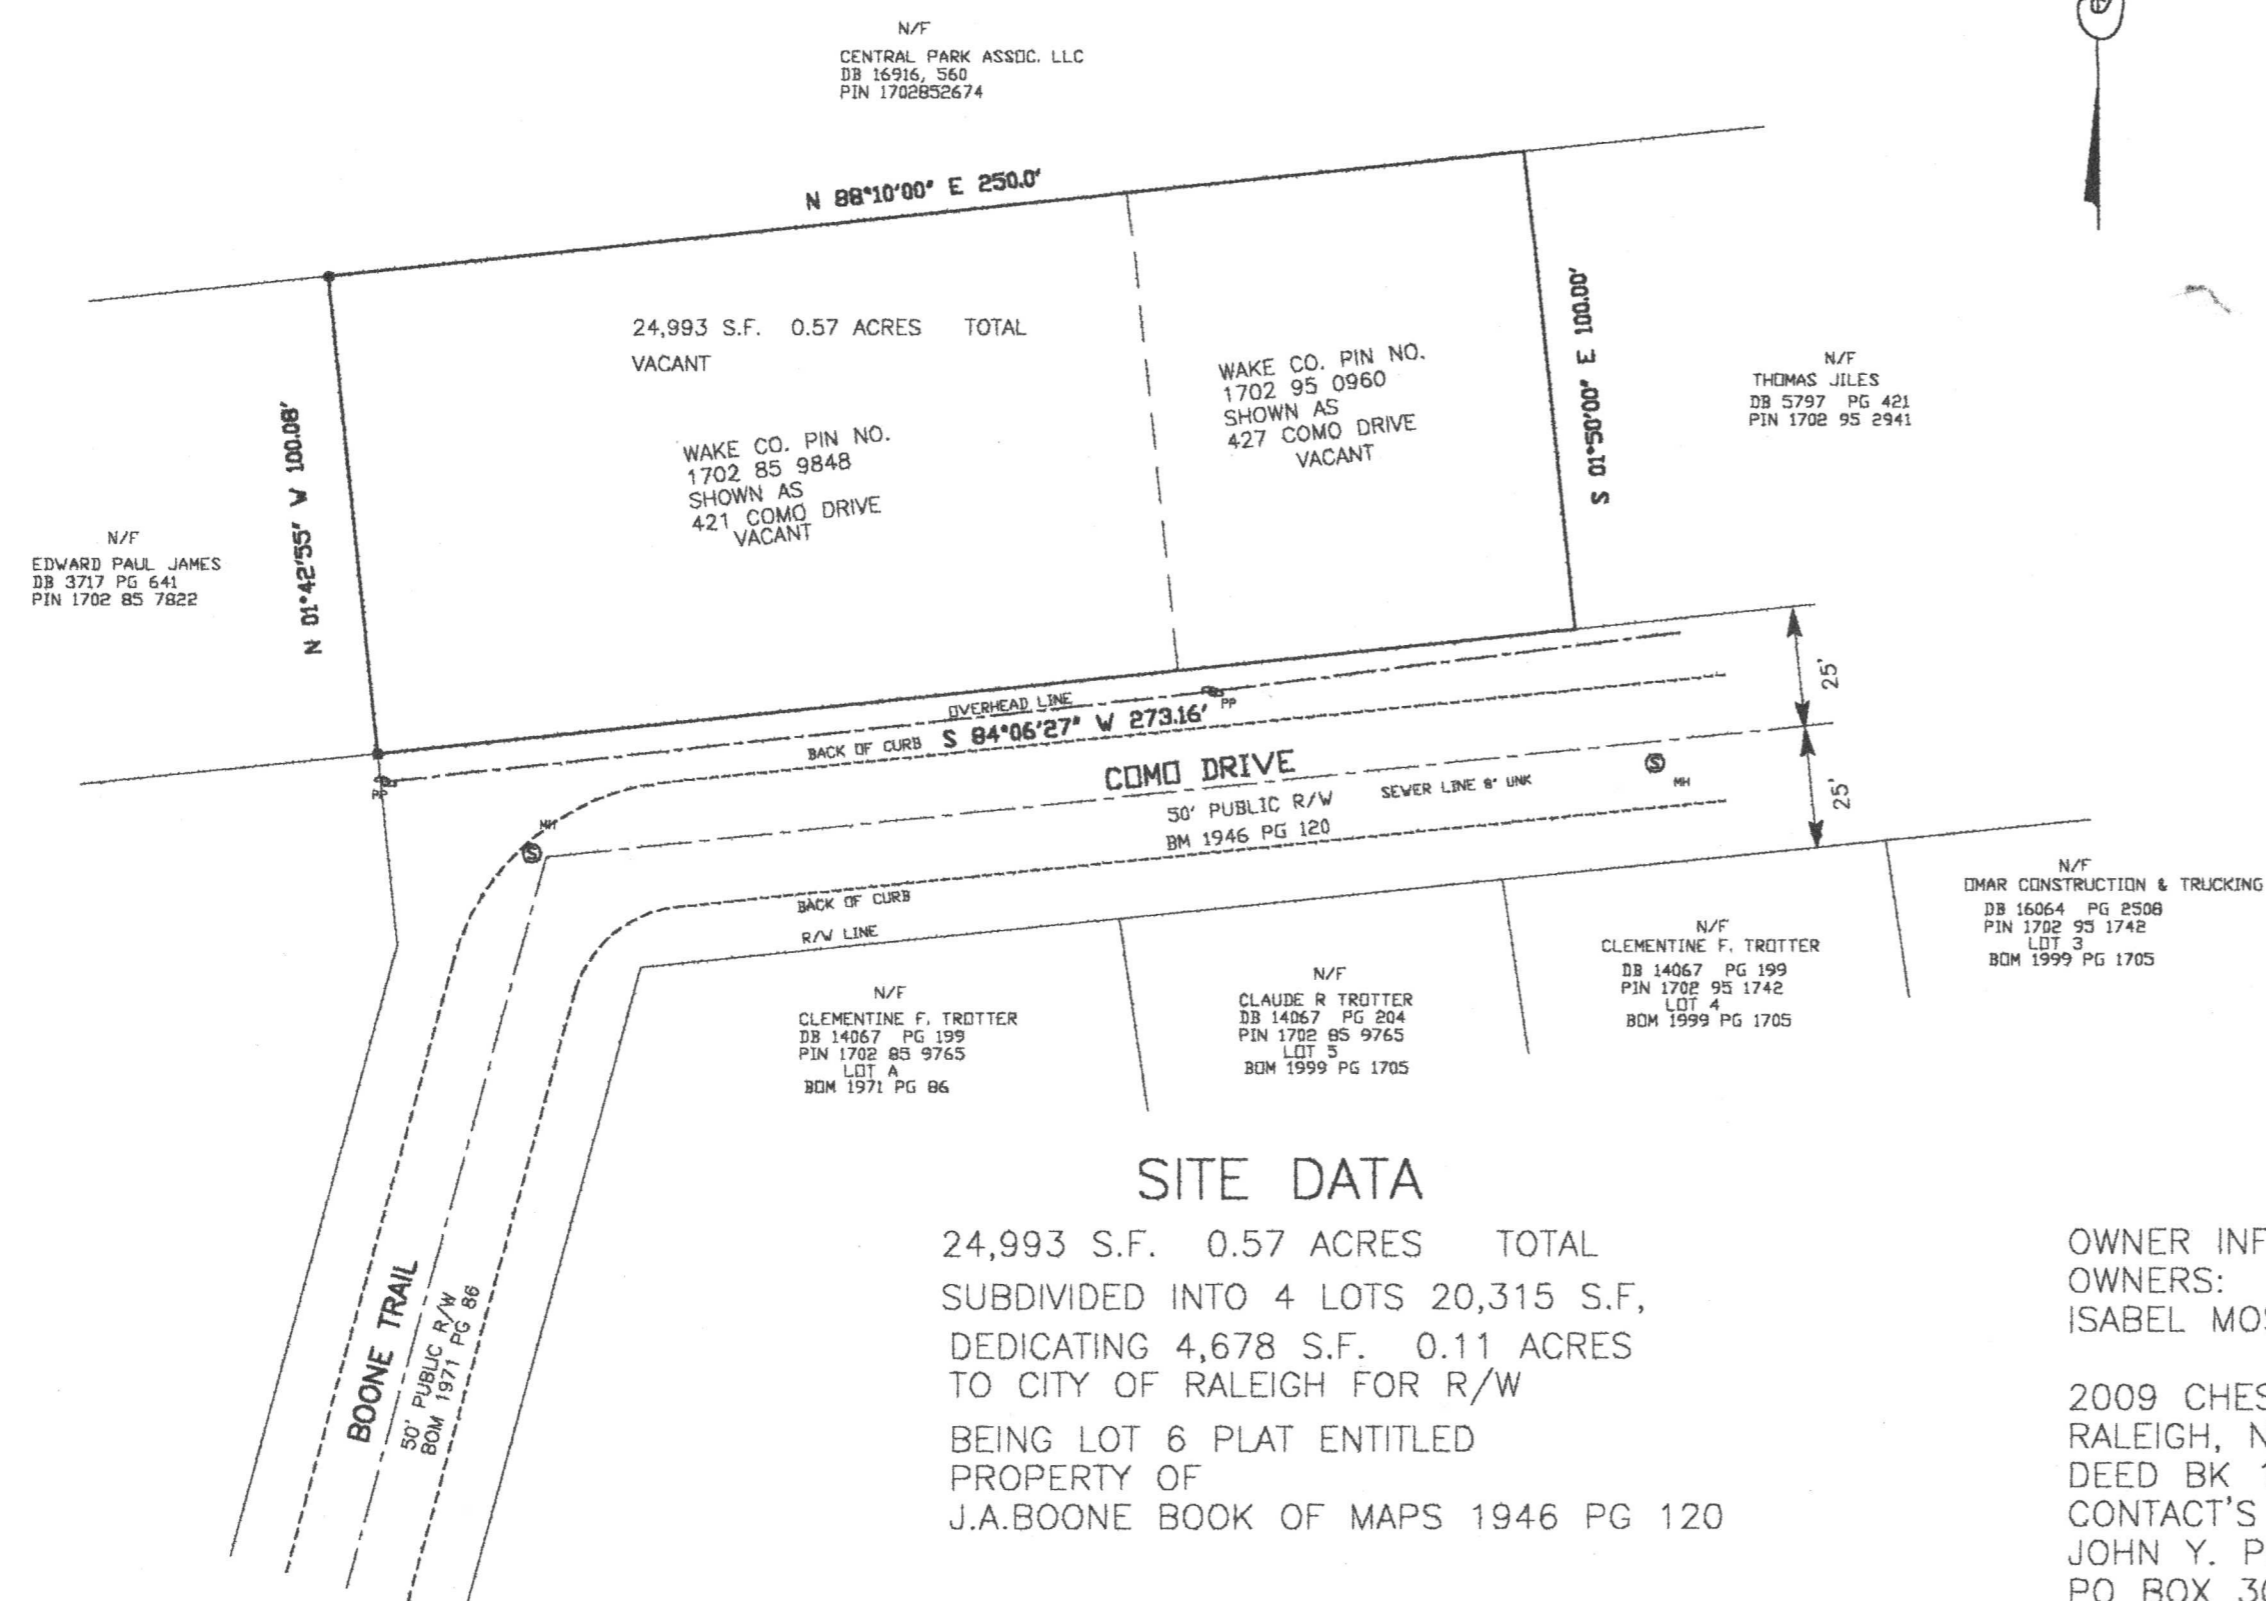 N/F
CENTRAL PARK ASSOC. LLC
DB 16916, 560
PIN 1702852674
N 88°10'00" E 250.0'
24,993 S.F. 0.57 ACRES TOTAL
VACANT
WAKE CO. PIN NO.
1702 85 9848
SHOWN AS
421 COMO DRIVE
VACANT
WAKE CO. PIN NO.
1702 95 0960
SHOWN AS
427 COMO DRIVE
VACANT
S 01°50'00" E 100.00'
N/F
THOMAS JILES
DB 5797 PG 421
PIN 1702 95 2941
N 01°42'55' W 100.08'
N/F
EDWARD PAUL JAMES
DB 3717 PG 641
PIN 1702 85 7822
OVERHEAD LINE
PP
BACK OF CURB
S 84°06'27" W 273.16'
25'
25'
PP
COMO DRIVE
50' PUBLIC R/W
BM 1946 PG 120
SEWER LINE 8" UNK
S
MH
MH
S
BACK OF CURB
R/W LINE
N/F
CLEMENTINE F. TROTTER
DB 14067 PG 199
PIN 1702 85 9765
LOT A
BOM 1971 PG 86
N/F
CLAUDE R TROTTER
DB 14067 PG 204
PIN 1702 85 9765
LOT 5
BOM 1999 PG 1705
N/F
CLEMENTINE F. TROTTER
DB 14067 PG 199
PIN 1702 95 1742
LOT 4
BOM 1999 PG 1705
N/F
OMAR CONSTRUCTION & TRUCKING
DB 16064 PG 2508
PIN 1702 95 1742
LOT 3
BOM 1999 PG 1705
BOONE TRAIL
50' PUBLIC R/W
BOM 1971 PG 86
SITE DATA
24,993 S.F. 0.57 ACRES TOTAL
SUBDIVIDED INTO 4 LOTS 20,315 S.F,
DEDICATING 4,678 S.F. 0.11 ACRES
TO CITY OF RALEIGH FOR R/W
BEING LOT 6 PLAT ENTITLED
PROPERTY OF
J.A.BOONE BOOK OF MAPS 1946 PG 120
OWNER
OWNERS:
ISABEL
2009
RALEIGH,
DEED BK
CONTACT'S
JOHN Y.
PO BOX